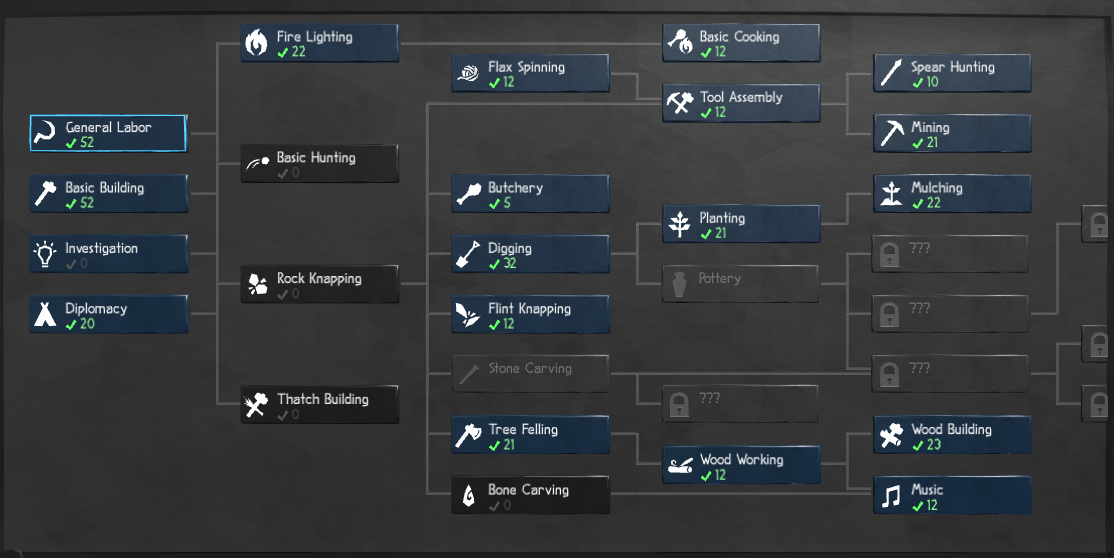 General Labor
✓ 52
Basic Building
✓ 52
Investigation
✓ 0
Diplomacy
✓ 20
Fire Lighting
✓ 22
Basic Hunting
✓ 0
Rock Knapping
✓ 0
Thatch Building
✓ 0
Flax Spinning
✓ 12
Butchery
✓ 5
Digging
✓ 32
Flint Knapping
✓ 12
Stone Carving
Tree Felling
✓ 21
Bone Carving
✓ 0
Basic Cooking
✓ 12
Tool Assembly
✓ 12
Planting
✓ 21
Pottery
???
Wood Working
✓ 12
Spear Hunting
✓ 10
Mining
✓ 21
Mulching
✓ 22
???
???
???
Wood Building
✓ 23
Music
✓ 12